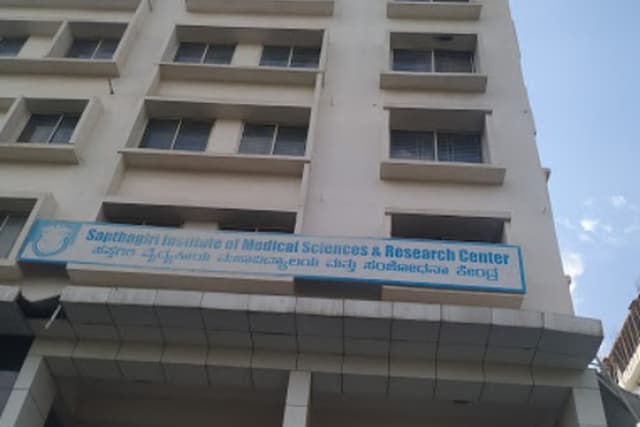 Sapthagiri Institute of Medical Sciences & Research Center
ಸಪ್ತಗಿರಿ ವೈದ್ಯಕೀಯ ಮಹಾವಿದ್ಯಾಲಯ ಮತ್ತು ಸಂಶೋಧನಾ ಕೇಂದ್ರ